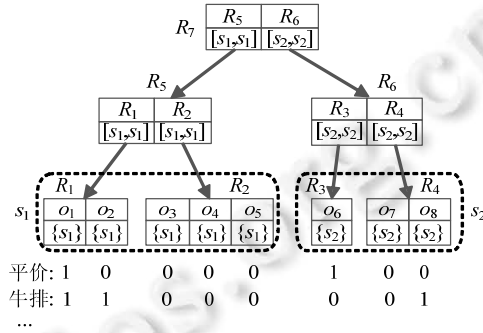 R5 R6
R7 [s1,s1] [s2,s2]
R5 R6
R1 R2 R3 R4
[s1,s1] [s1,s1] [s2,s2] [s2,s2]
R1 R2 R3 R4
s1 o1 o2 o3 o4 o5 o6 o7 o8 s2
{s1} {s1} {s1} {s1} {s1} {s2} {s2} {s2}
平价: 1 0 0 0 0 1 0 0
牛排: 1 1 0 0 0 0 0 1
...